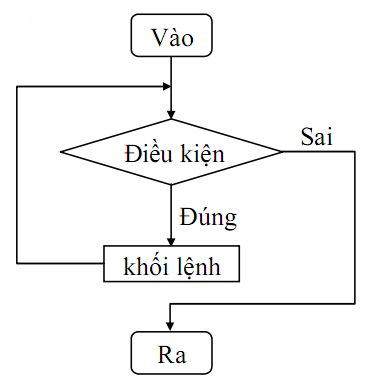 Vào
Điều kiện
Sai
Đúng
khối lệnh
Ra